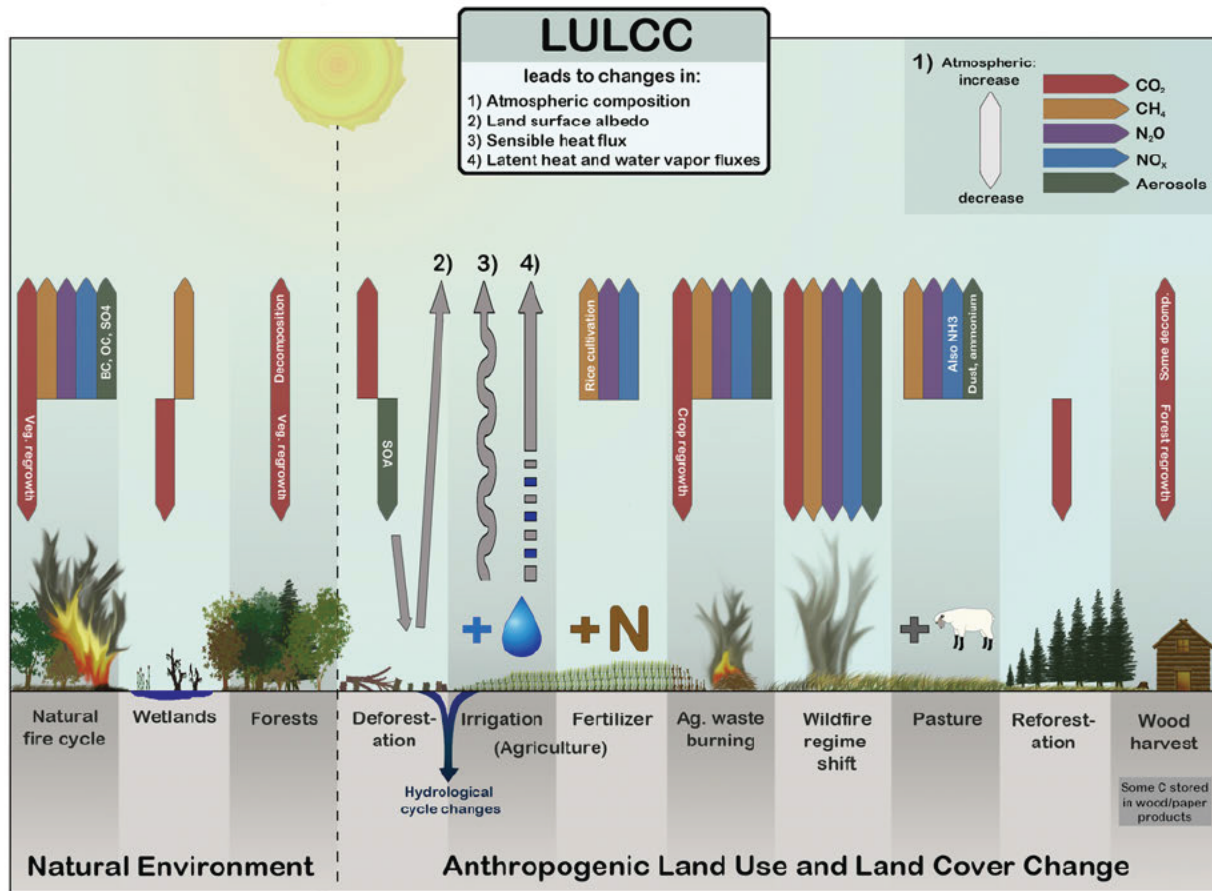 LULCC
leads to changes in:
1) Atmospheric composition
2) Land surface albedo
3) Sensible heat flux
4) Latent heat and water vapor fluxes
1) Atmospheric:
increase
decrease
CO₂
CH₄
N₂O
NOₓ
Aerosols
2)
3)
4)
Veg. regrowth
BC, OC, SO4
Decomposition
Veg. regrowth
SOA
Rice cultivation
Crop regrowth
Also NH3
Dust, ammonium
Some decomp.
Forest regrowth
+
+ N
+
Natural
fire cycle
Wetlands
Forests
Deforest-
ation
Irrigation
Fertilizer
(Agriculture)
Ag. waste
burning
Wildfire
regime
shift
Pasture
Reforest-
ation
Wood
harvest
Hydrological
cycle changes
Some C stored
in wood/paper
products
Natural Environment
Anthropogenic Land Use and Land Cover Change